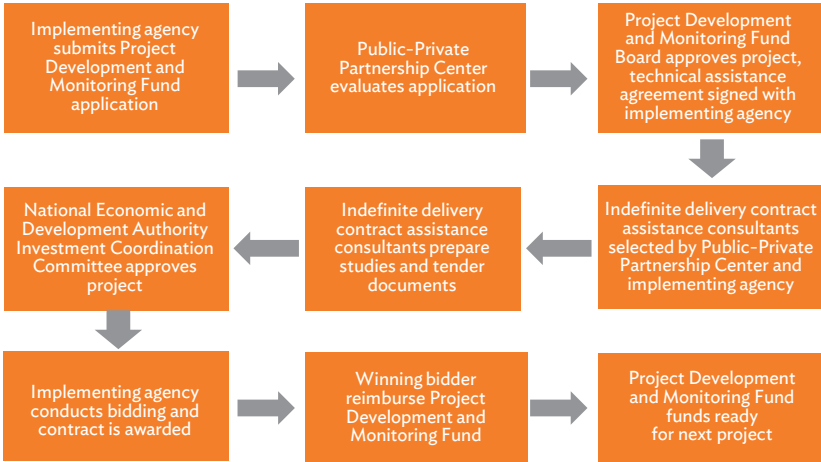 Implementing agency
submits Project
Development and
Monitoring Fund
application
Public–Private
Partnership Center
evaluates application
Project Development
and Monitoring Fund
Board approves project,
technical assistance
agreement signed with
implementing agency
Indefinite delivery contract
assistance consultants
selected by Public–Private
Partnership Center and
implementing agency
Indefinite delivery
contract assistance
consultants prepare
studies and tender
documents
National Economic and
Development Authority
Investment Coordination
Committee approves
project
Implementing agency
conducts bidding and
contract is awarded
Winning bidder
reimburse Project
Development and
Monitoring Fund
Project Development
and Monitoring Fund
funds ready
for next project